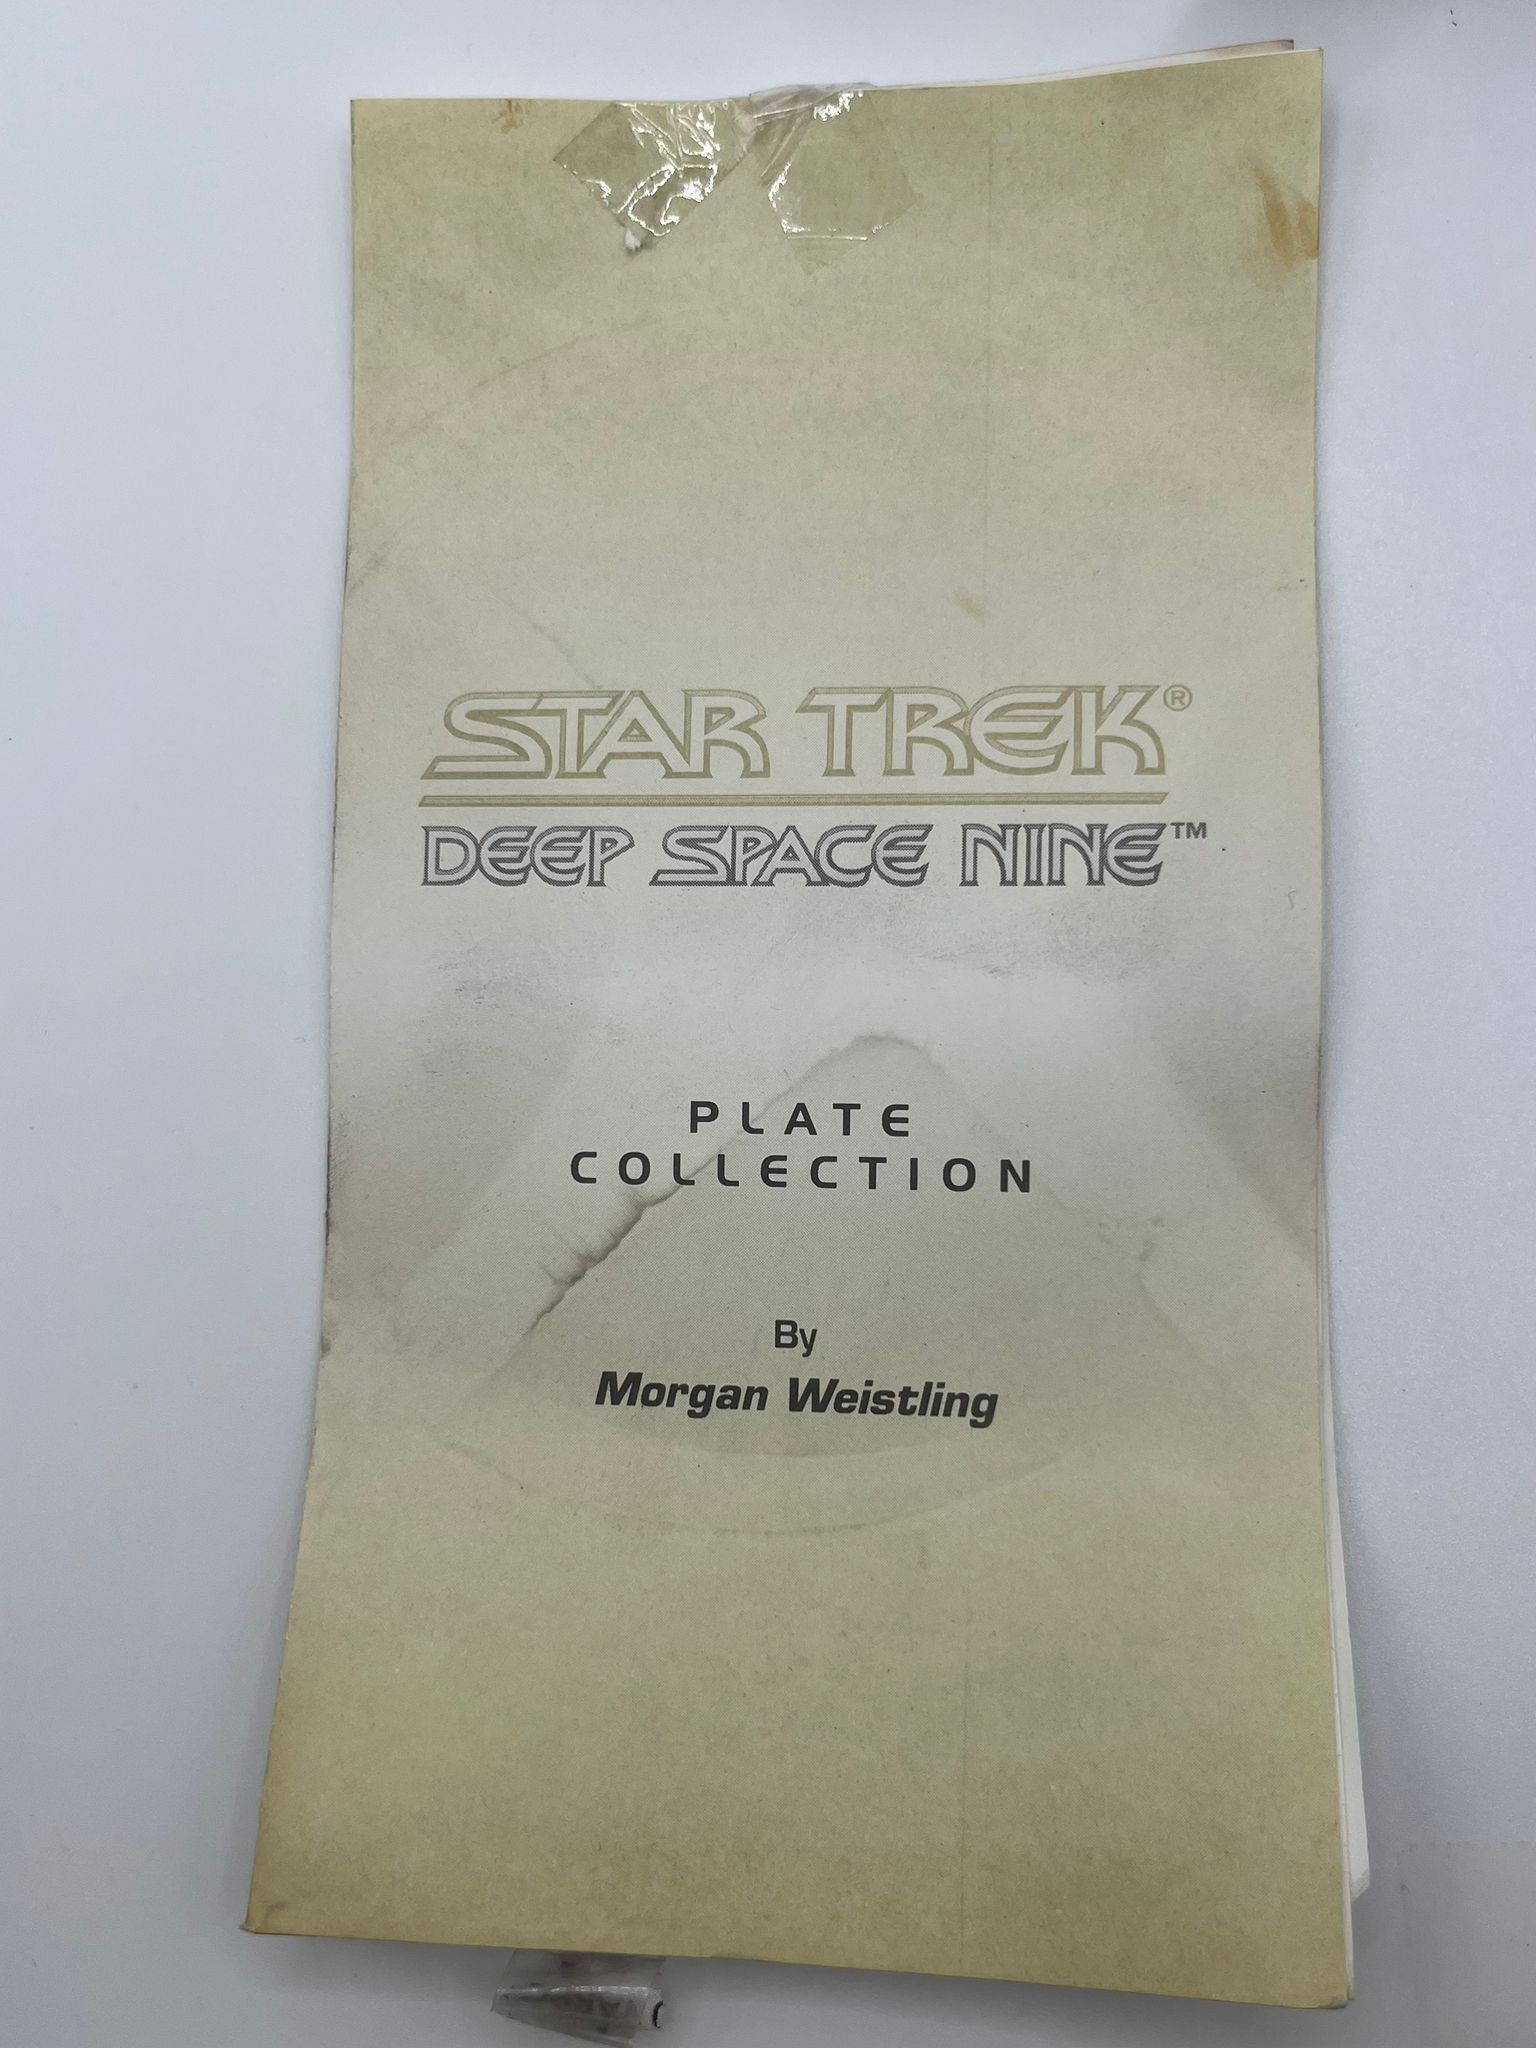 STAR TREK®
DEEP SPACE NINE™
PLATE
COLLECTION
By
Morgan Weistling